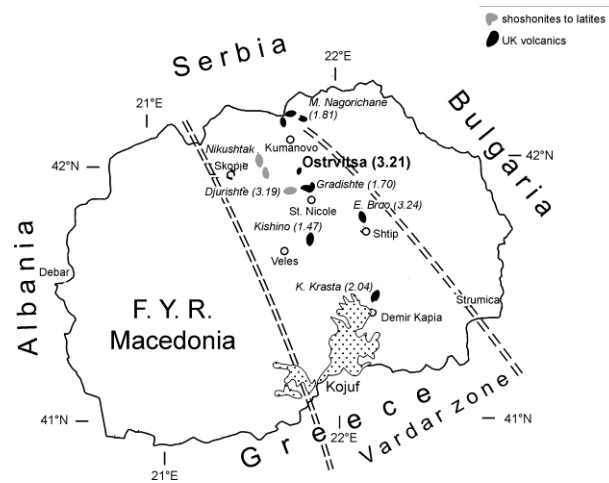 shoshonites to latites
UK volcanics
Serbia
22°E
21°E
M. Nagorichane
(1.81)
Bulgaria
Kumanovo
Nikushtak
42°N
42°N
Skopje
Ostrvitsa (3.21)
Djurishte (3.19)
Gradishte (1.70)
St. Nicole
E. Brdo (3.24)
Shtip
Kishino (1.47)
Veles
Albania
Debar
K. Krasta (2.04)
Strumica
F. Y. R.
Macedonia
Demir Kapia
Kojuf
41°N
41°N
Greece
22°E
21°E
Vardar zone